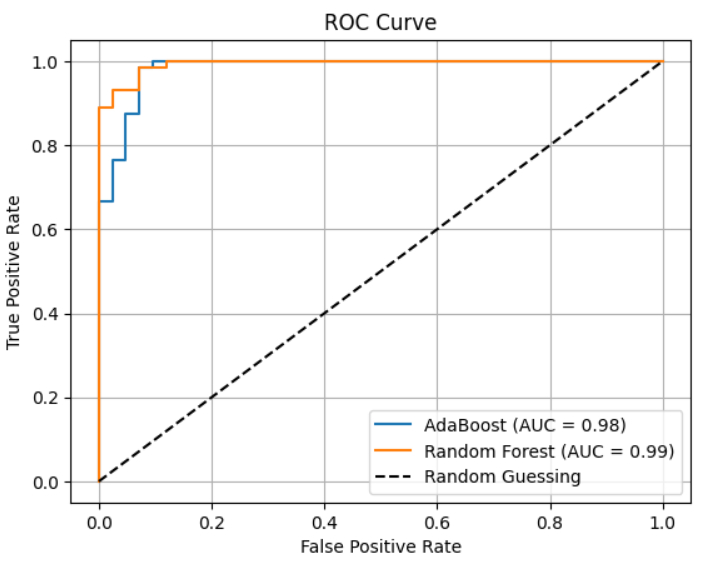 ROC Curve
True Positive Rate
1.0
0.8
0.6
0.4
0.2
0.0
AdaBoost (AUC = 0.98)
Random Forest (AUC = 0.99)
Random Guessing
0.0 0.2 0.4 0.6 0.8 1.0
False Positive Rate